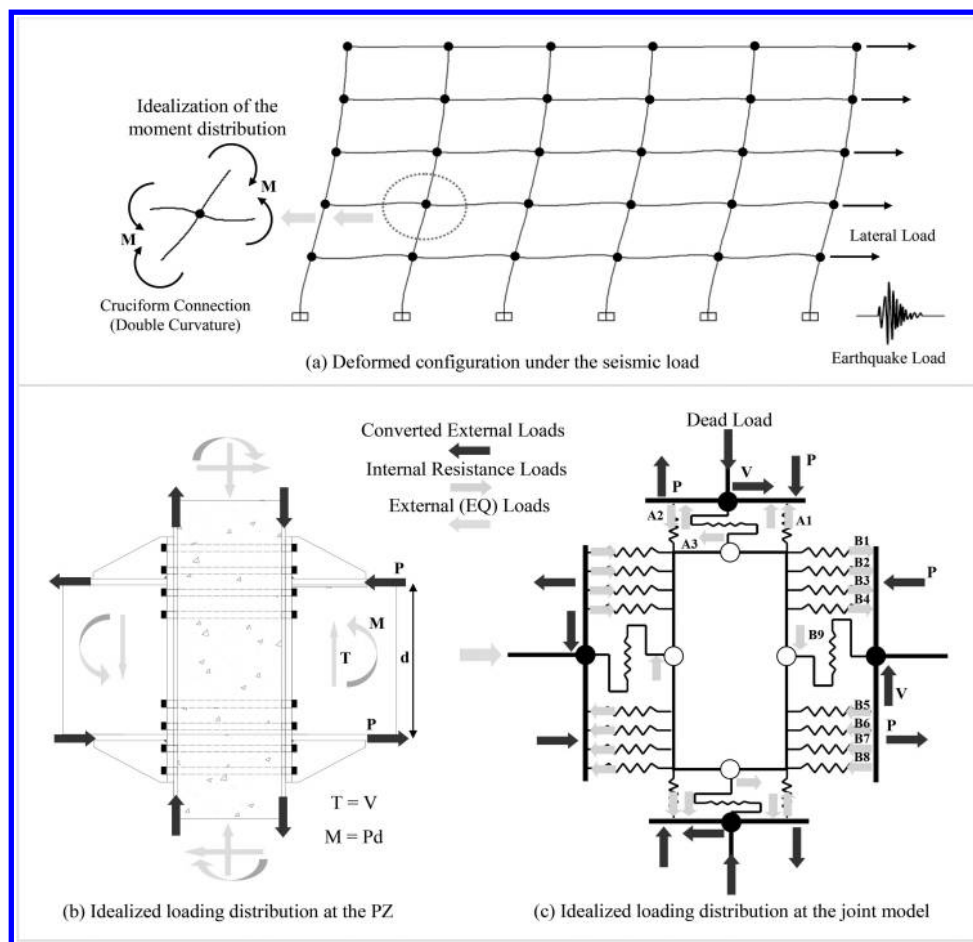 Idealization of the
moment distribution
M
M
Cruciform Connection
(Double Curvature)
Lateral Load
Earthquake Load
(a) Deformed configuration under the seismic load
Converted External Loads
Internal Resistance Loads
External (EQ) Loads
P
M
T
d
P
T = V
M = Pd
(b) Idealized loading distribution at the PZ
Dead Load
V
P
P
A2
A1
A3
B1
B2
B3
B4
P
B9
V
B5
B6
B7
B8
P
(c) Idealized loading distribution at the joint model